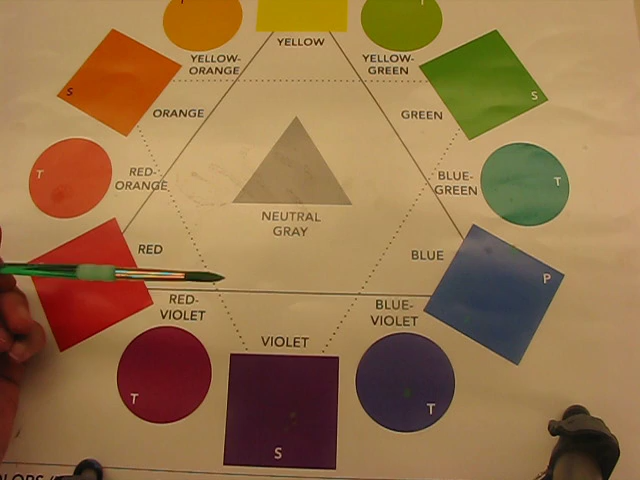 YELLOW
YELLOW-
ORANGE
YELLOW-
GREEN
S
S
ORANGE
GREEN
T
RED-
ORANGE
BLUE-
GREEN
T
NEUTRAL
GRAY
RED
BLUE
P
RED-
VIOLET
BLUE-
VIOLET
VIOLET
T
T
S